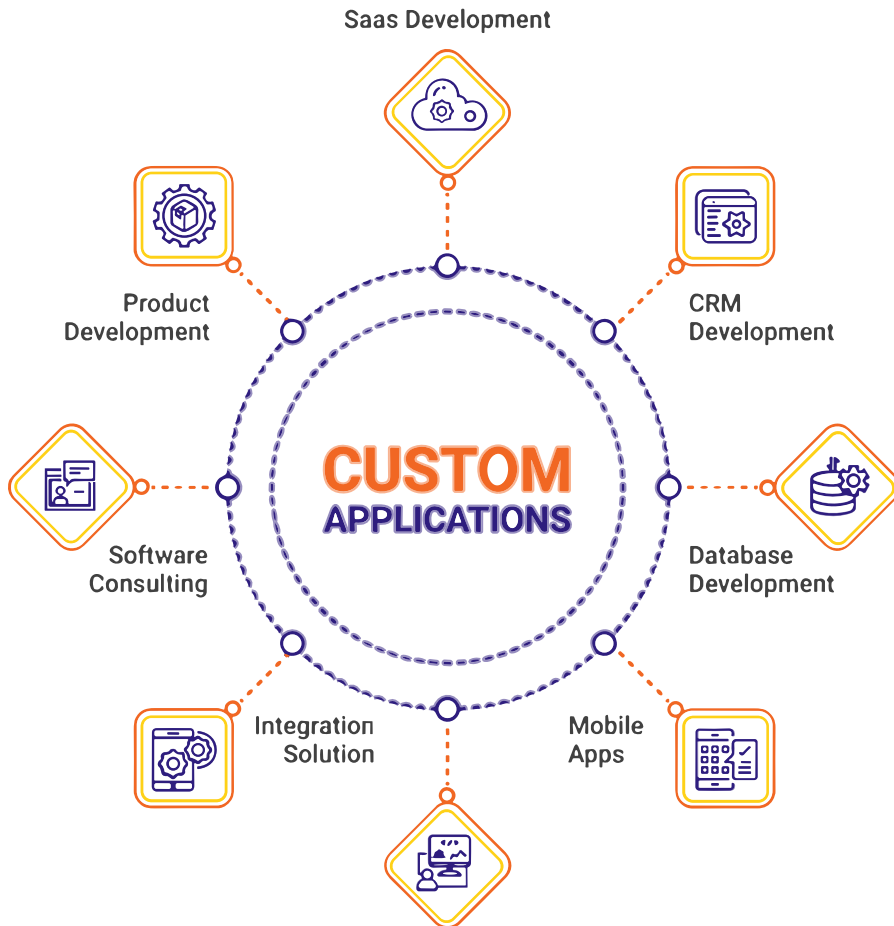 Saas Development
Product
Development
CRM
Development
CUSTOM
APPLICATIONS
Software
Consulting
Database
Development
Integration
Solution
Mobile
Apps